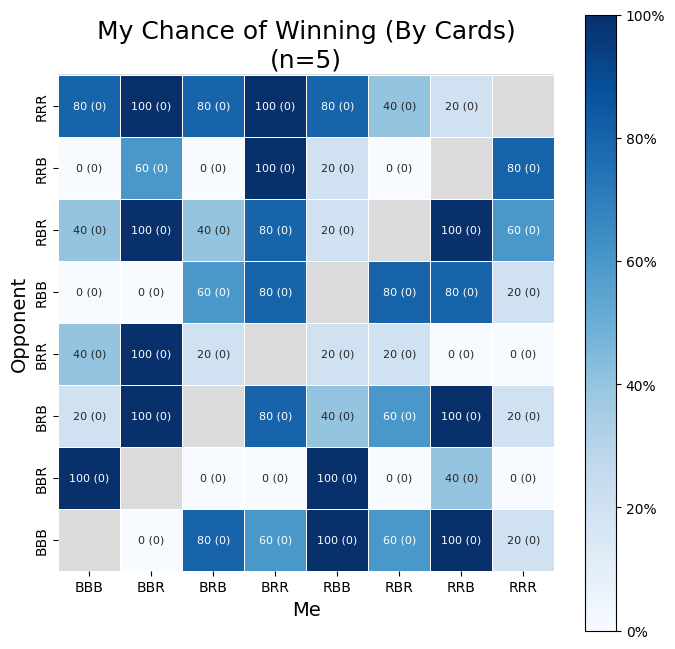 My Chance of Winning (By Cards)
(n=5)
100%
RRR 80 (0) 100 (0) 80 (0) 100 (0) 80 (0) 40 (0) 20 (0)
80%
RRB 0 (0) 60 (0) 0 (0) 100 (0) 20 (0) 0 (0) 80 (0)
RBR 40 (0) 100 (0) 40 (0) 80 (0) 20 (0) 100 (0) 60 (0)
60%
RBB 0 (0) 0 (0) 60 (0) 80 (0) 80 (0) 80 (0) 20 (0)
Opponent
BRR 40 (0) 100 (0) 20 (0) 20 (0) 20 (0) 0 (0) 0 (0)
40%
BRB 20 (0) 100 (0) 80 (0) 40 (0) 60 (0) 100 (0) 20 (0)
BBR 100 (0) 0 (0) 0 (0) 100 (0) 0 (0) 40 (0) 0 (0)
20%
BBB 0 (0) 80 (0) 60 (0) 100 (0) 60 (0) 100 (0) 20 (0)
BBB BBR BRB BRR RBB RBR RRB RRR
Me
0%